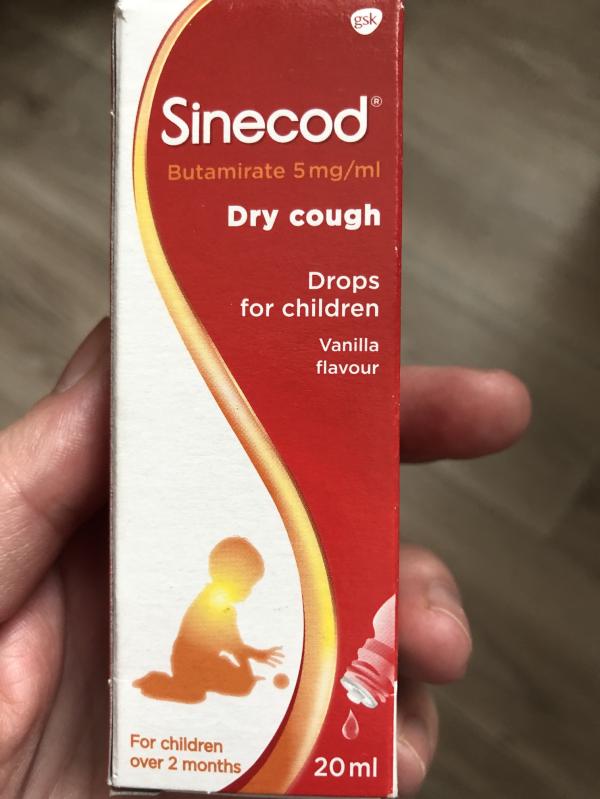 gsk
Sinecod®
Butamirate 5mg/ml
Dry cough
Drops
for children
Vanilla
flavour
For children
over 2 months
20ml